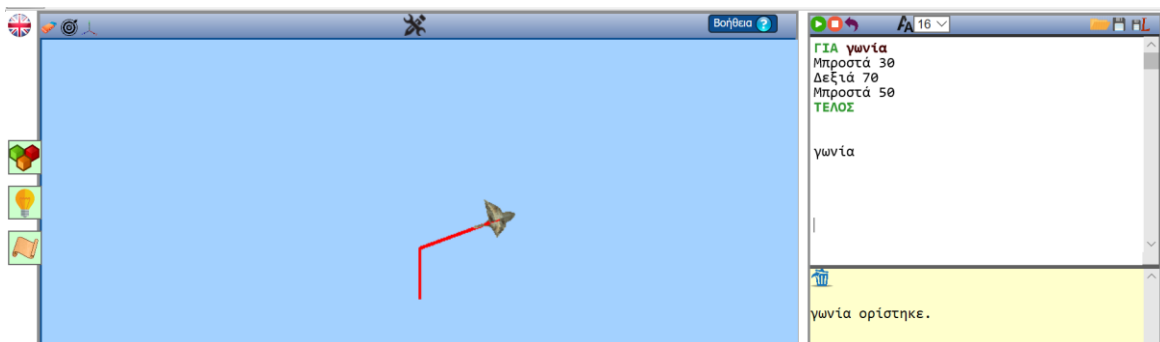 Βοήθεια ?
A A 16
L
ΓΙΑ γωνία
Μπροστά 30
Δεξιά 70
Μπροστά 50
ΤΕΛΟΣ
γωνία
γωνία ορίστηκε.